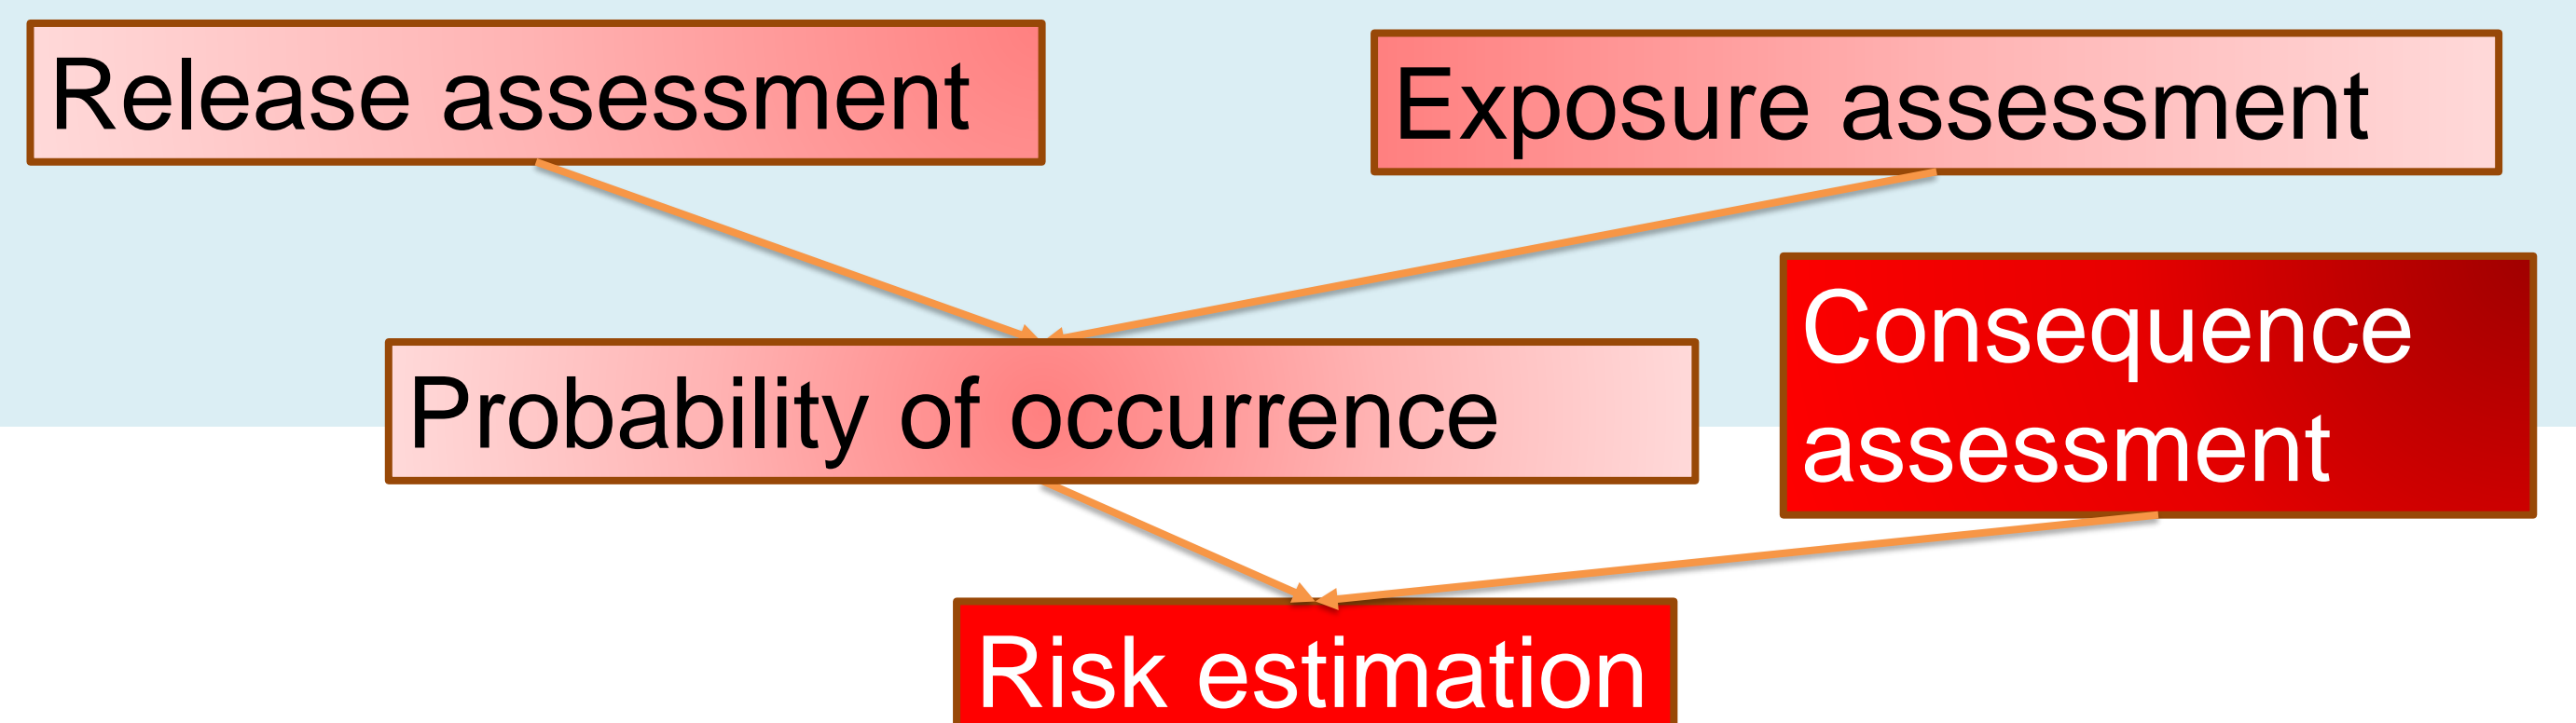 Release assessment
Exposure assessment
Consequence
assessment
Probability of occurrence
Risk estimation